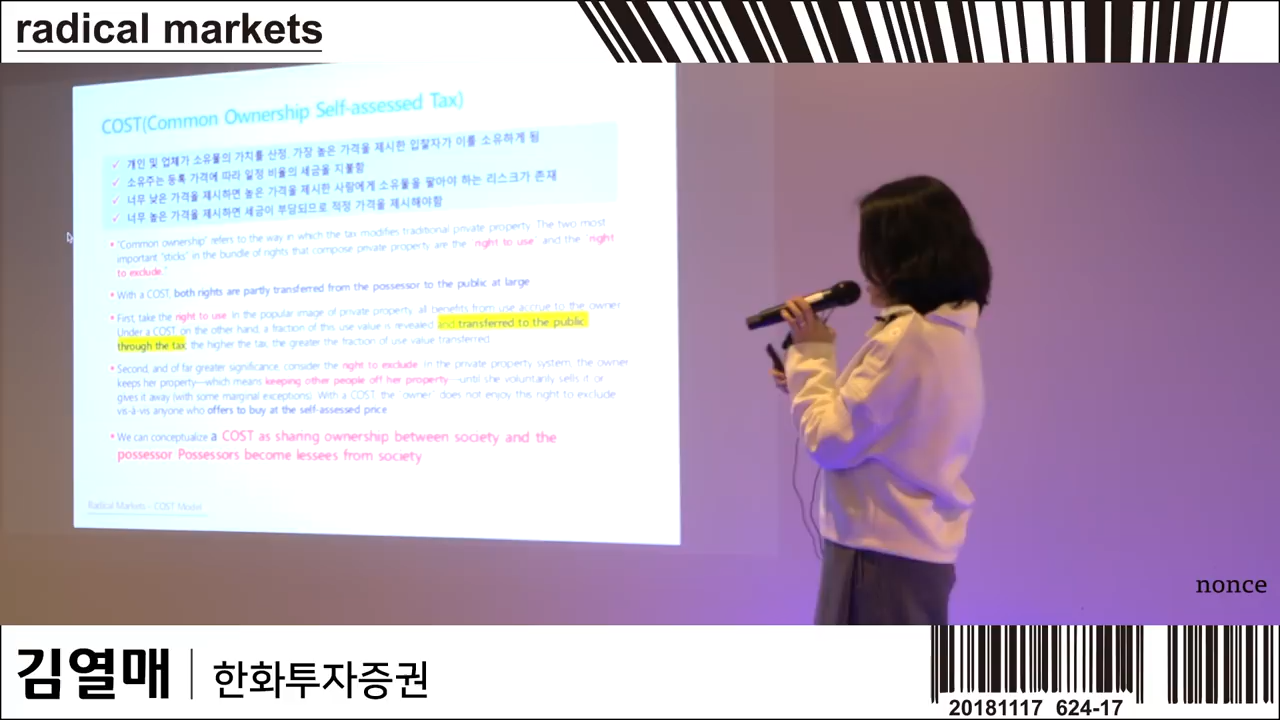 radical markets
COST(Common Ownership Self-assessed Tax)
✓ 개인 및 업체가 소유물의 가치를 산정, 가장 높은 가격을 제시한 입찰자가 이를 소유하게 됨
✓ 소유주는 등록 가격에 따라 일정 비율의 세금을 지불함
✓ 너무 낮은 가격을 제시하면 높은 가격을 제시한 사람에게 소유물을 팔아야 하는 리스크가 존재
✓ 너무 높은 가격을 제시하면 세금이 부담되므로 적정 가격을 제시해야함
• "Common ownership" refers to the way in which the tax modifies traditional private property. The two most
important "sticks" in the bundle of rights that compose private property are the "right to use" and the "right
to exclude."
• With a COST, both rights are partly transferred from the possessor to the public at large
• First, take the right to use. In the popular image of private property, all benefits from use accrue to the owner.
Under a COST, on the other hand, a fraction of this use value is revealed and transferred to the public
through the tax; the higher the tax, the greater the fraction of use value transferred.
• Second, and of far greater significance, consider the right to exclude. In the private property system, the owner
keeps her property—which means keeping other people off her property—until she voluntarily sells it or
gives it away (with some marginal exceptions). With a COST, the "owner" does not enjoy this right to exclude
vis-à-vis anyone who offers to buy at the self-assessed price
• We can conceptualize a COST as sharing ownership between society and the
possessor Possessors become lessees from society
Radical Markets - COST Model
nonce
김열매 | 한화투자증권
20181117 624-17